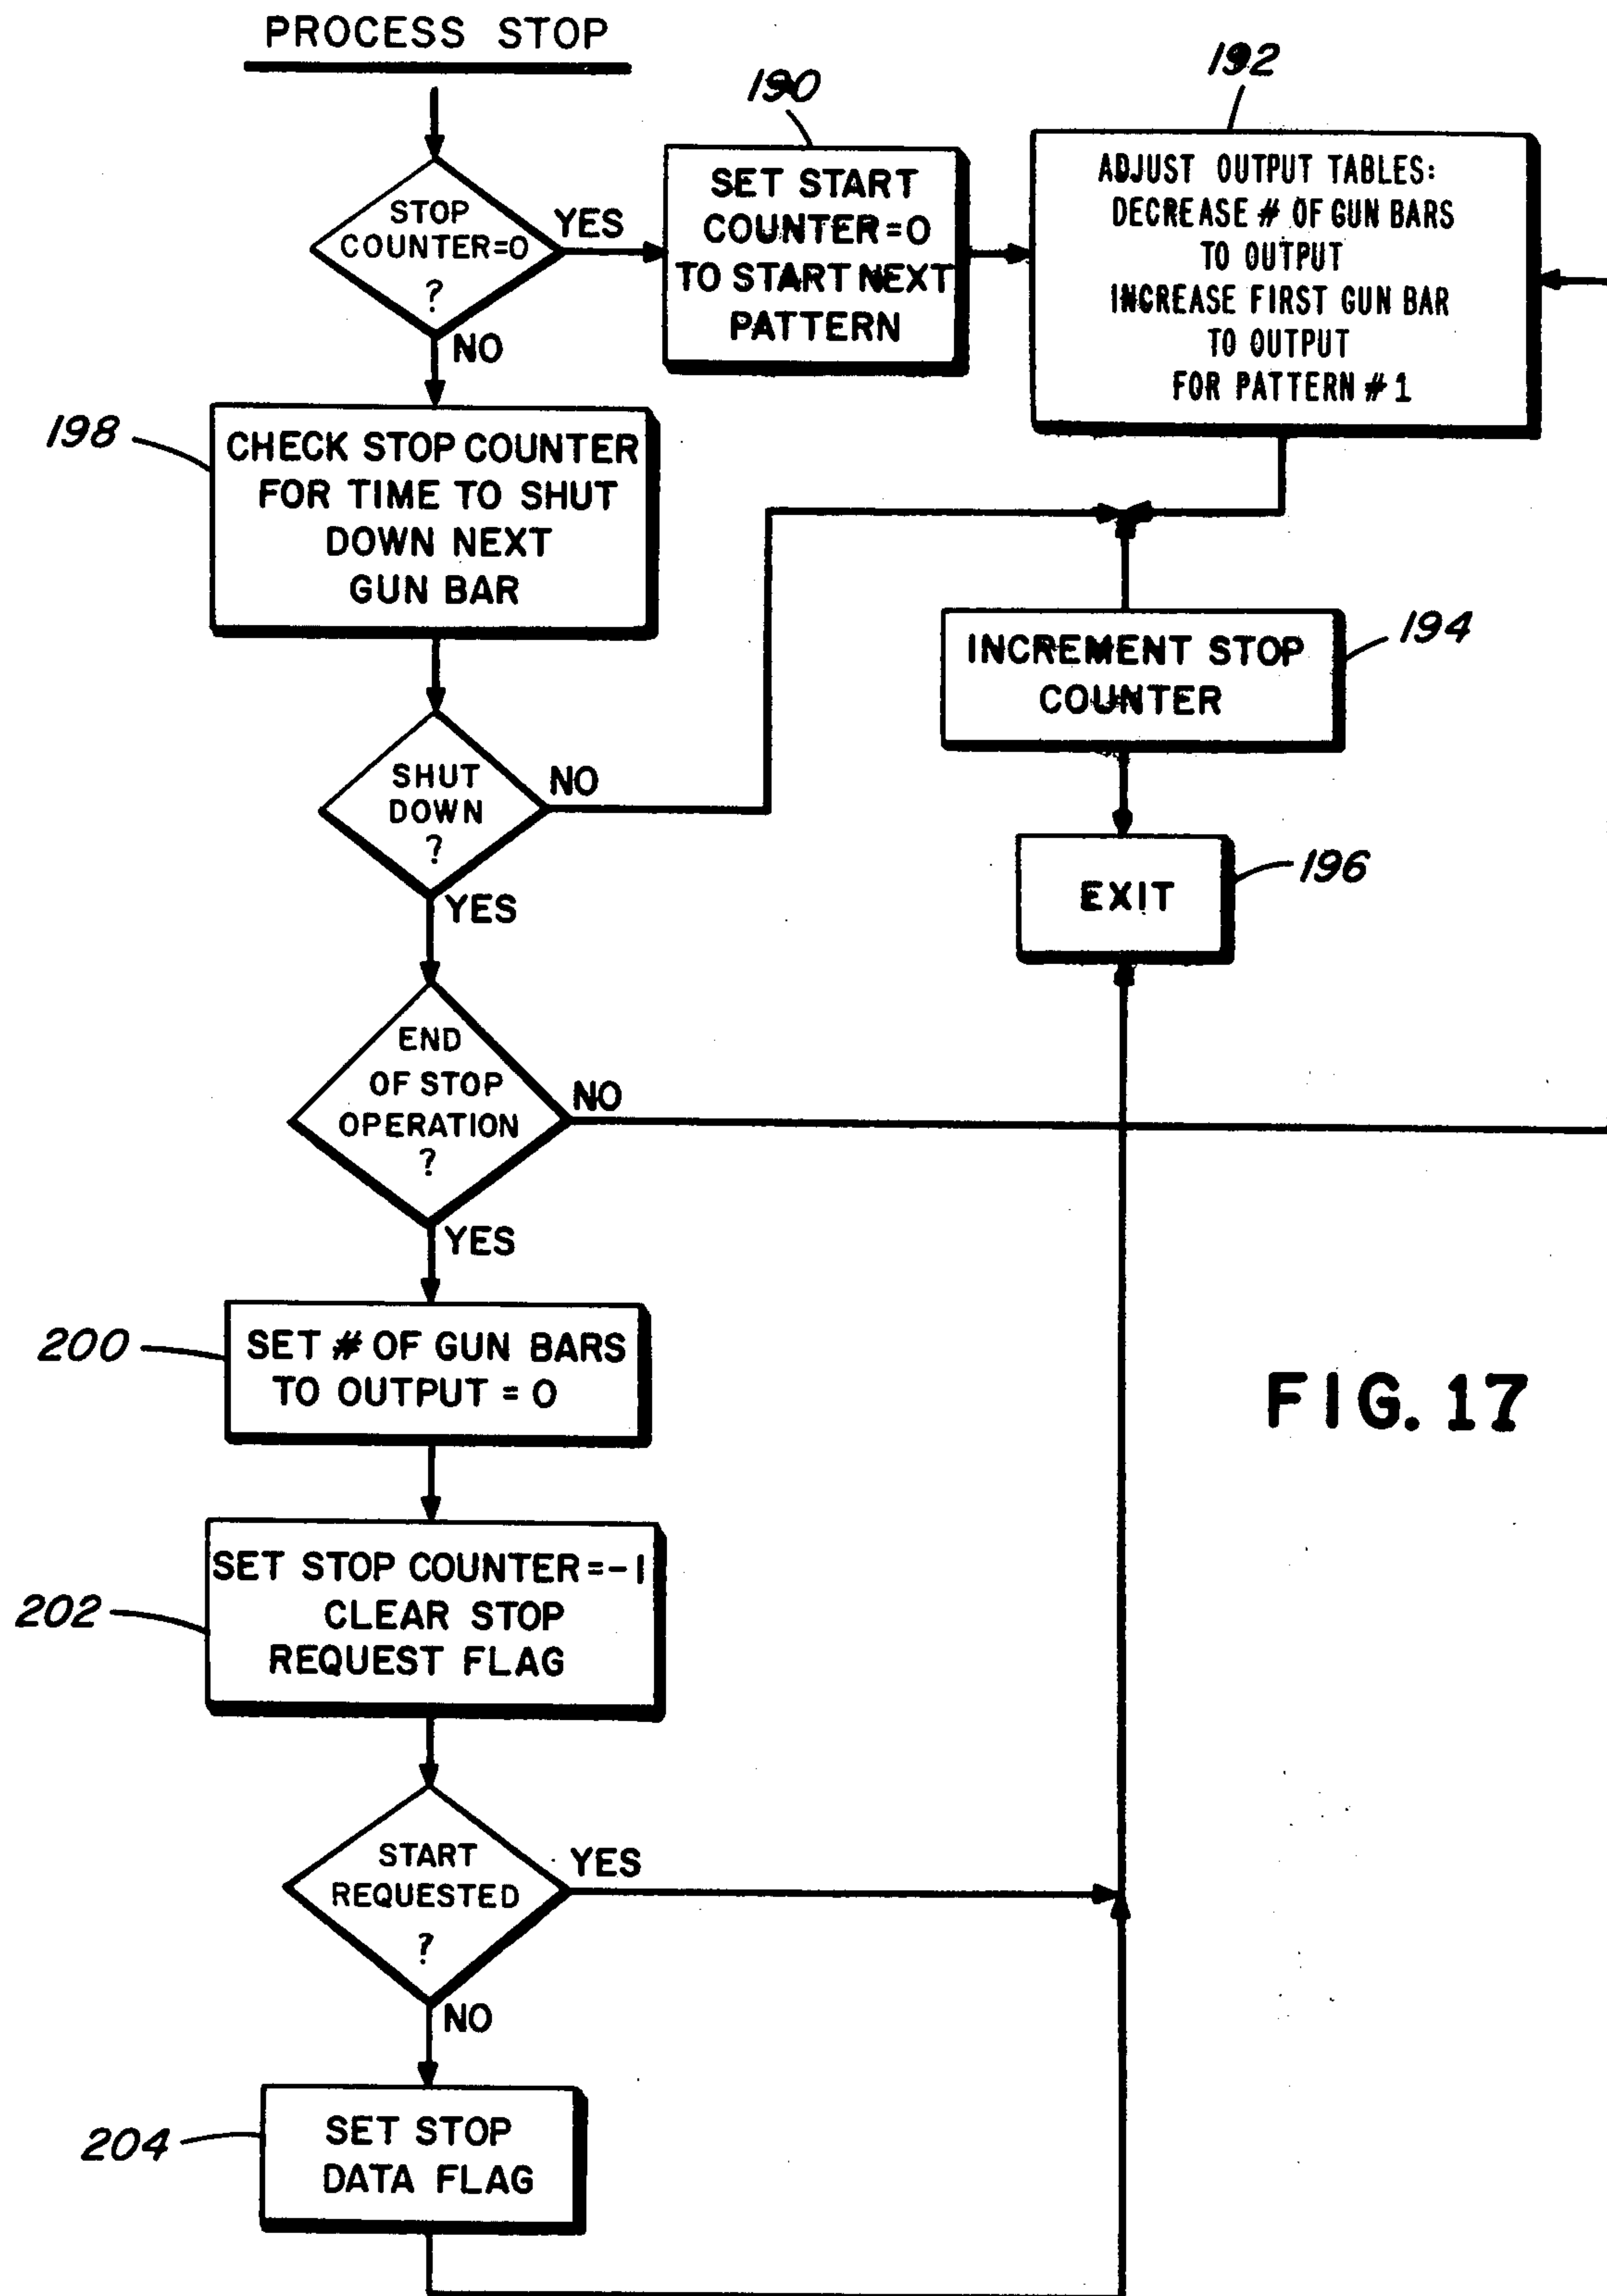 PROCESS STOP
190
192
STOP
COUNTER=0
?
YES
NO
SET START
COUNTER=0
TO START NEXT
PATTERN
ADJUST OUTPUT TABLES:
DECREASE # OF GUN BARS
TO OUTPUT
INCREASE FIRST GUN BAR
TO OUTPUT
FOR PATTERN #1
198
CHECK STOP COUNTER
FOR TIME TO SHUT
DOWN NEXT
GUN BAR
194
INCREMENT STOP
COUNTER
SHUT
DOWN
?
NO
YES
196
EXIT
END
OF STOP
OPERATION
?
NO
YES
200
SET # OF GUN BARS
TO OUTPUT = 0
FIG. 17
202
SET STOP COUNTER=-1
CLEAR STOP
REQUEST FLAG
START
REQUESTED
?
YES
NO
204
SET STOP
DATA FLAG